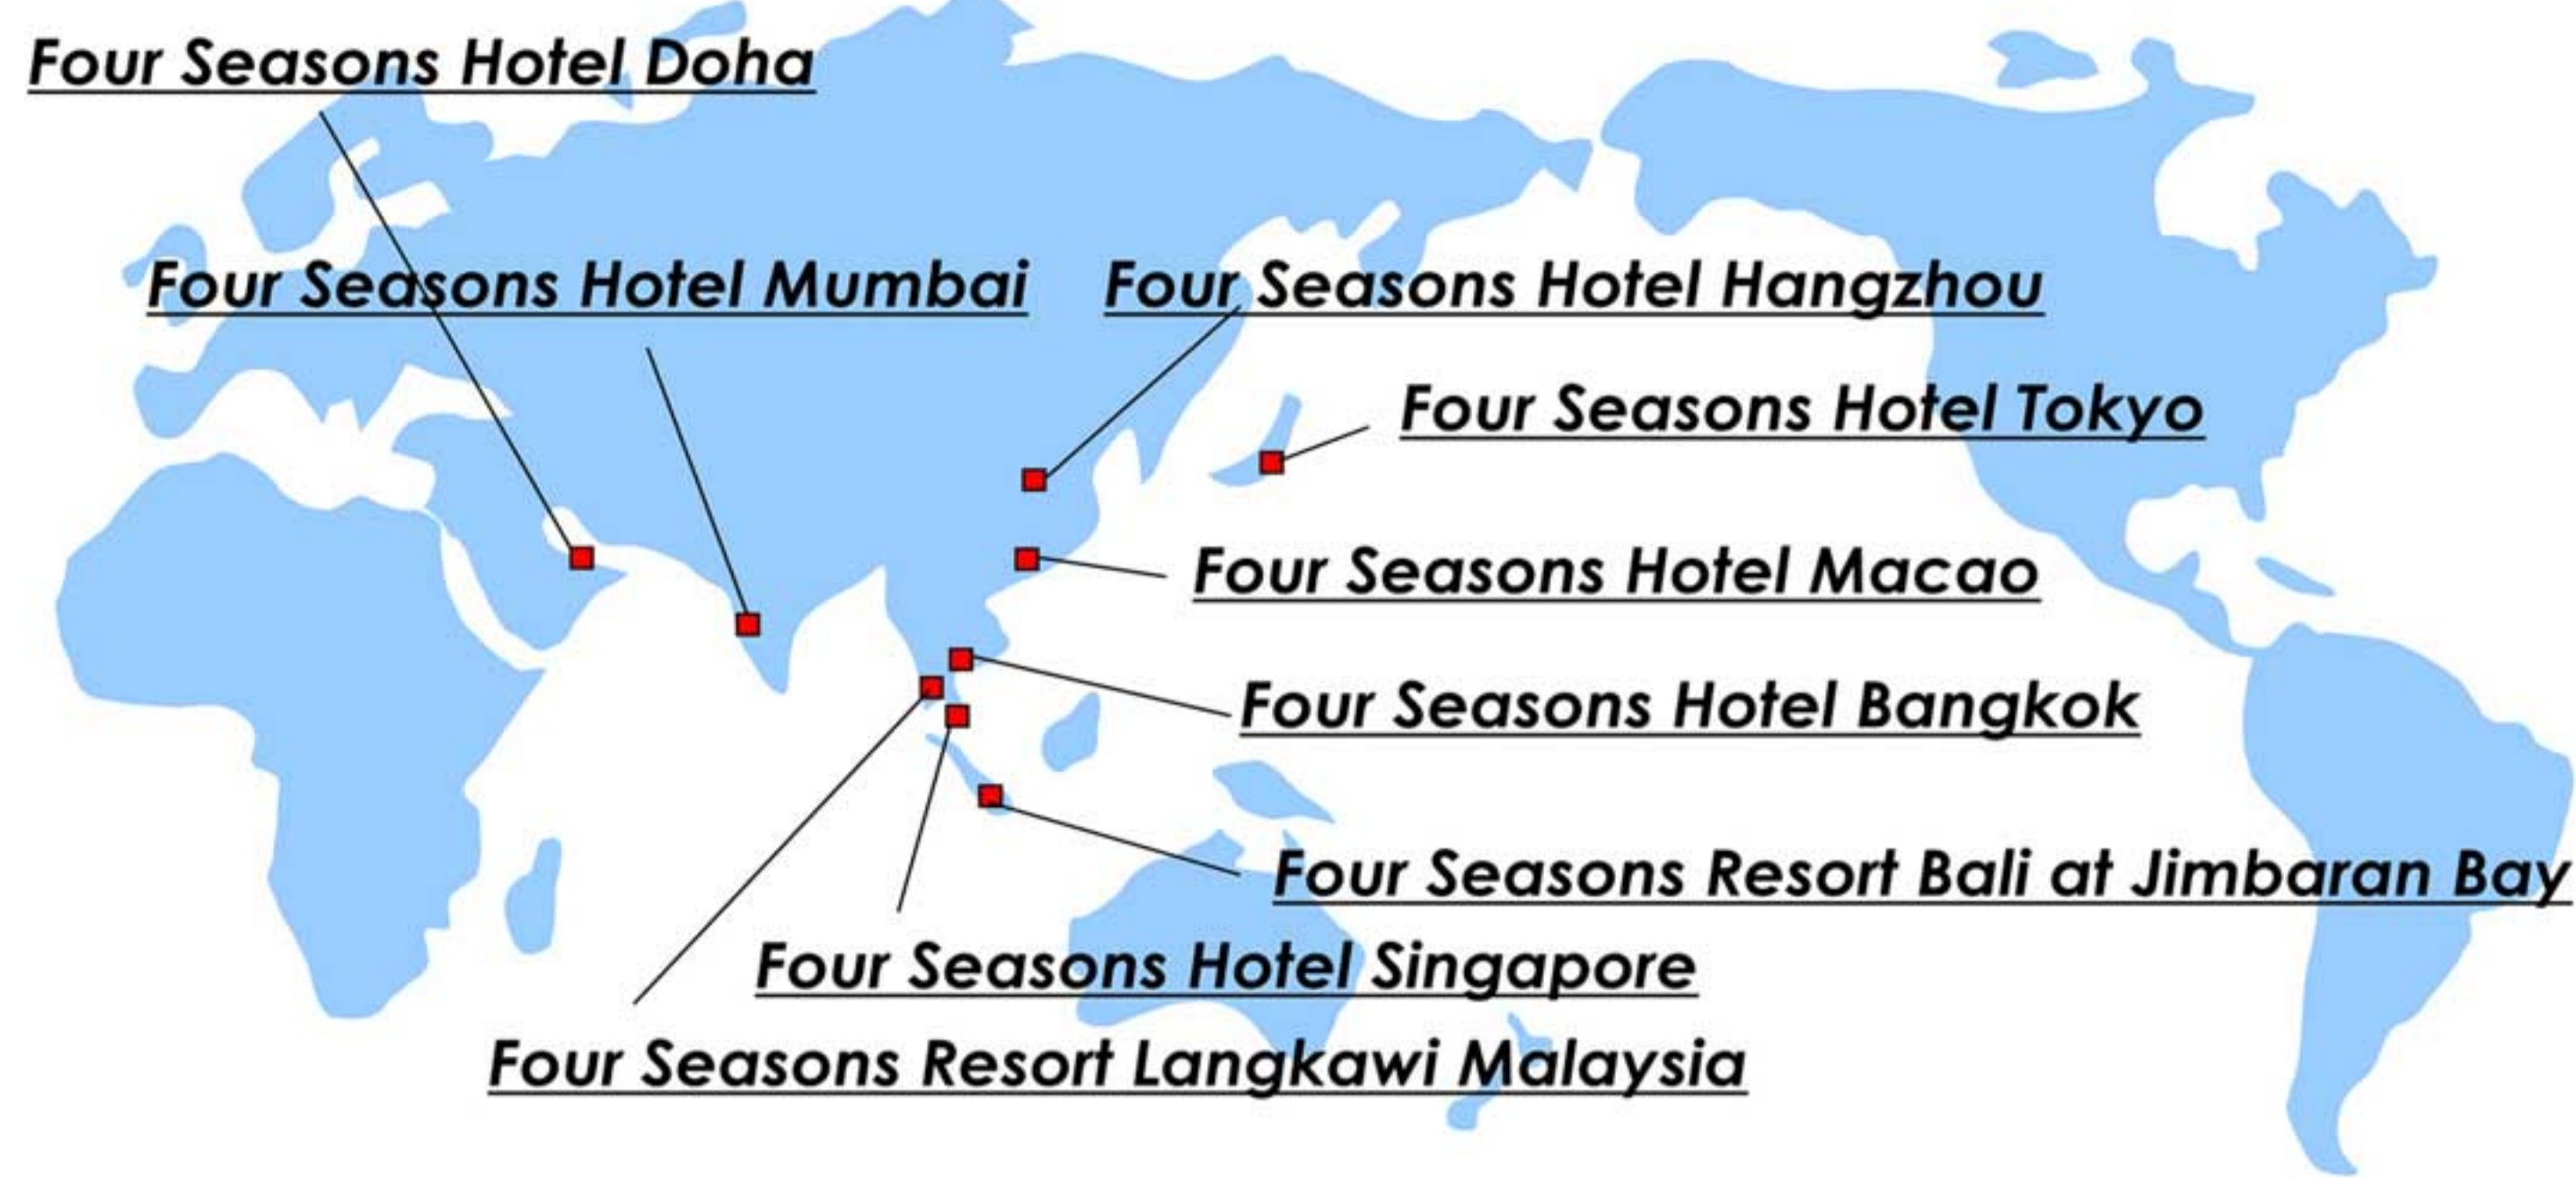 Four Seasons Hotel Doha
Four Seasons Hotel Mumbai
Four Seasons Hotel Hangzhou
Four Seasons Hotel Tokyo
Four Seasons Hotel Macao
Four Seasons Hotel Bangkok
Four Seasons Resort Bali at Jimbaran Bay
Four Seasons Hotel Singapore
Four Seasons Resort Langkawi Malaysia